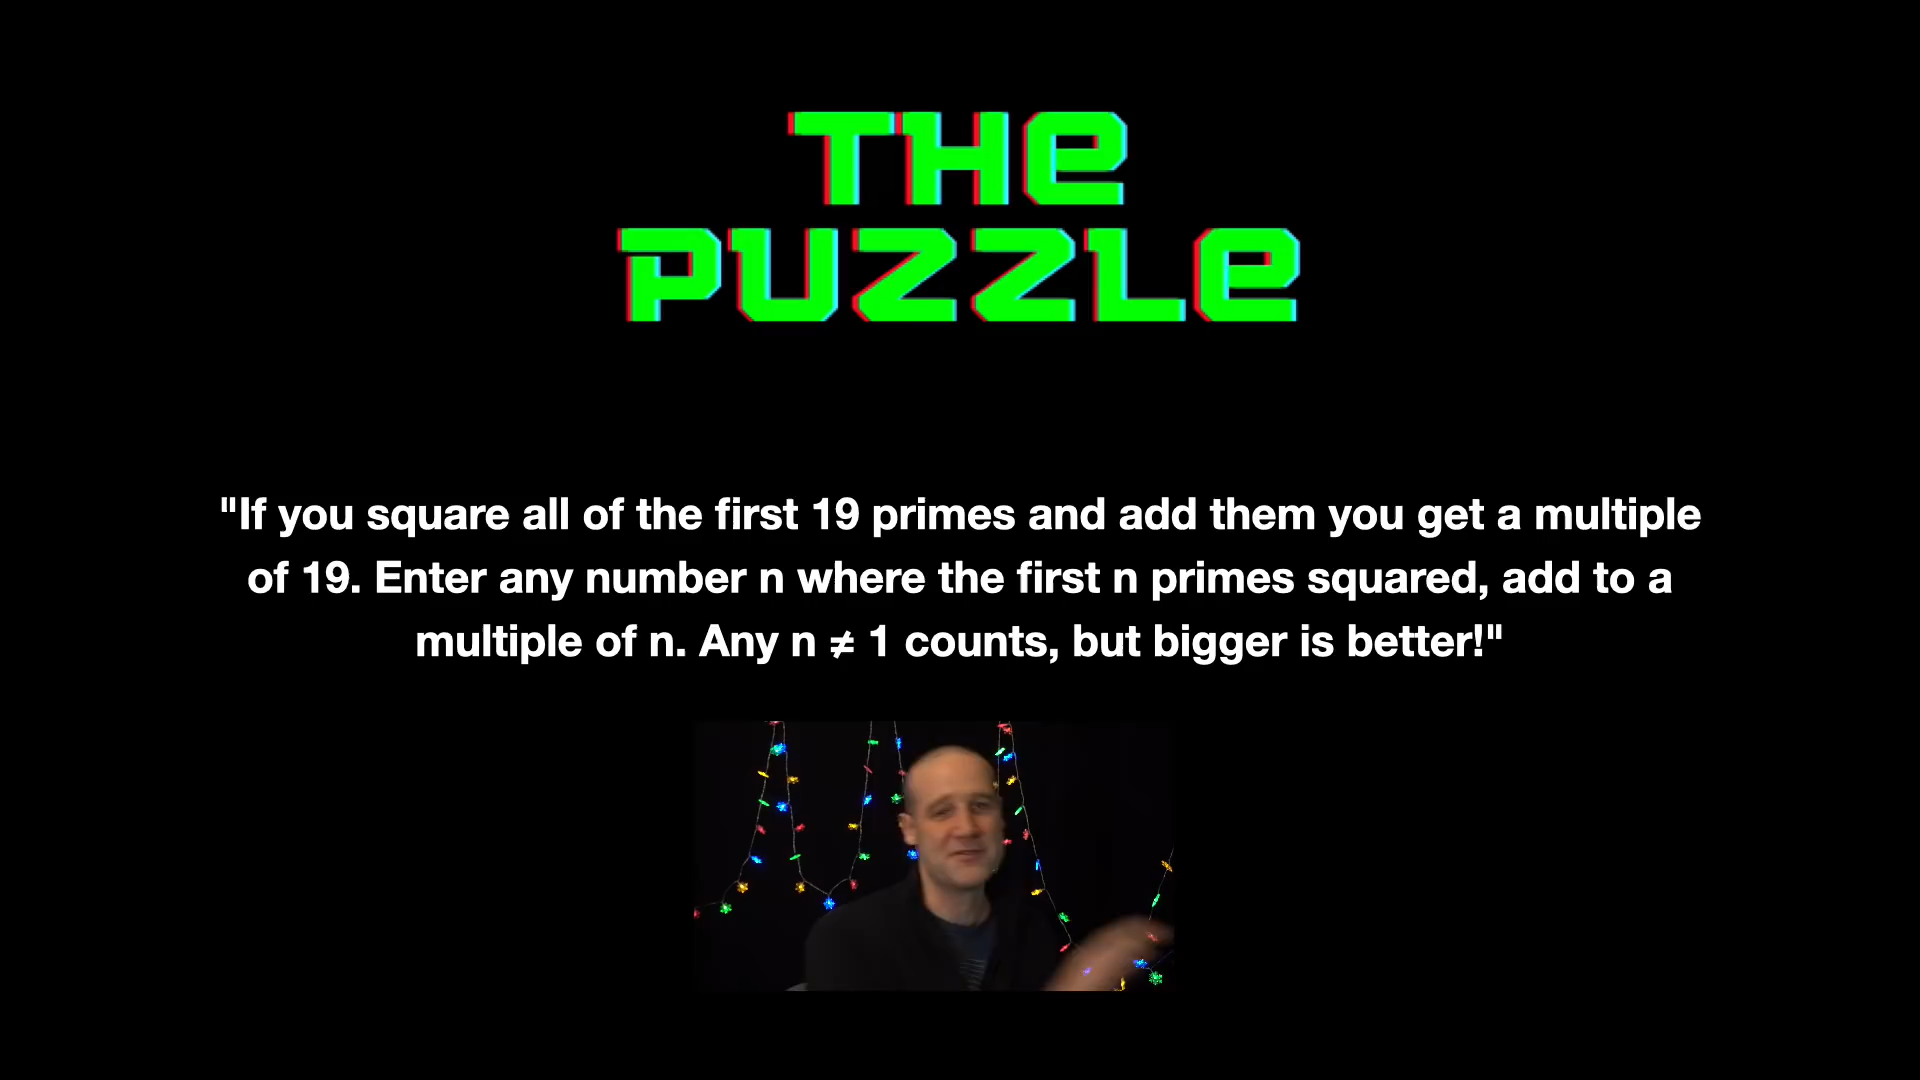 THE
PUZZLE
"If you square all of the first 19 primes and add them you get a multiple
of 19. Enter any number n where the first n primes squared, add to a
multiple of n. Any n ≠ 1 counts, but bigger is better!"